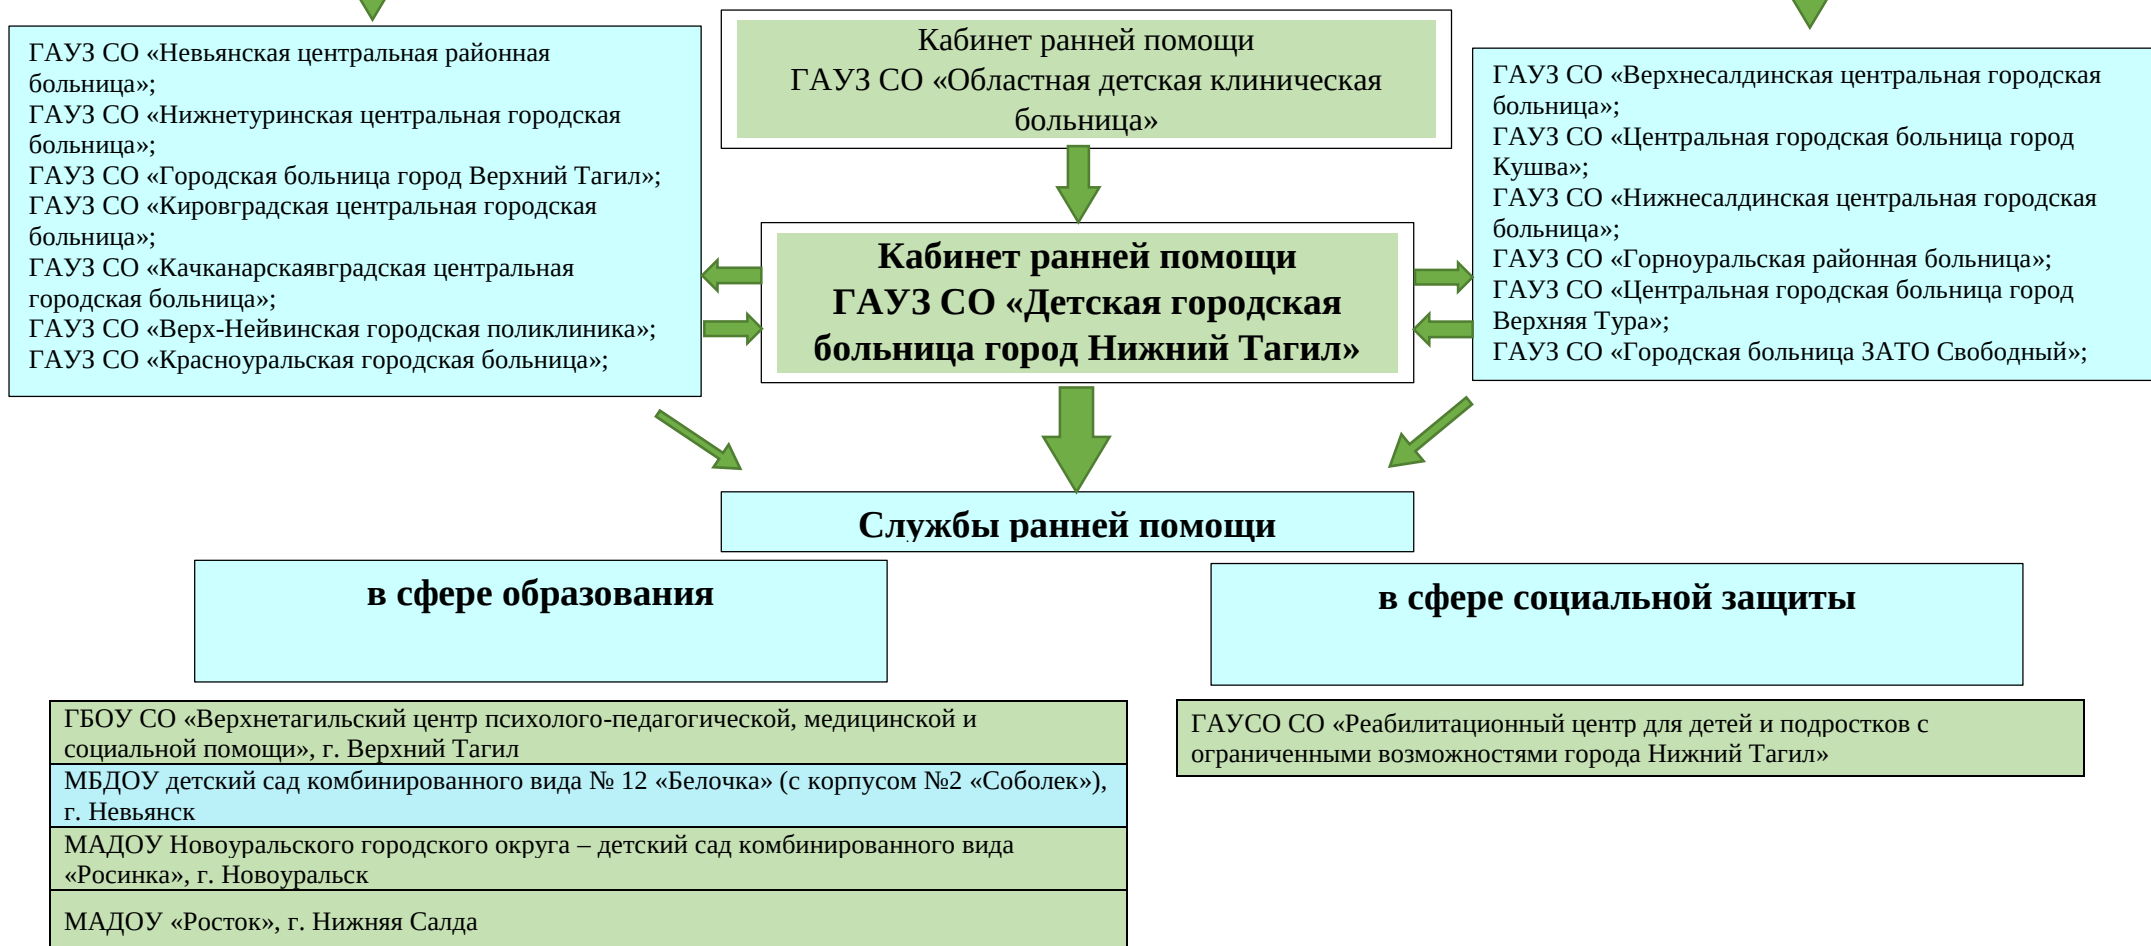 ГАУЗ СО «Невьянская центральная районная
больница»;
ГАУЗ СО «Нижнетуринская центральная городская
больница»;
ГАУЗ СО «Городская больница город Верхний Тагил»;
ГАУЗ СО «Кировградская центральная городская
больница»;
ГАУЗ СО «Качканарскаявградская центральная
городская больница»;
ГАУЗ СО «Верх-Нейвинская городская поликлиника»;
ГАУЗ СО «Красноуральская городская больница»;
Кабинет ранней помощи
ГАУЗ СО «Областная детская клиническая
больница»
Кабинет ранней помощи
ГАУЗ СО «Детская городская
больница город Нижний Тагил»
ГАУЗ СО «Верхнесалдинская центральная городская
больница»;
ГАУЗ СО «Центральная городская больница город
Кушва»;
ГАУЗ СО «Нижнесалдинская центральная городская
больница»;
ГАУЗ СО «Горноуральская районная больница»;
ГАУЗ СО «Центральная городская больница город
Верхняя Тура»;
ГАУЗ СО «Городская больница ЗАТО Свободный»;
Службы ранней помощи
в сфере образования
ГБОУ СО «Верхнетагильский центр психолого-педагогической, медицинской и
социальной помощи», г. Верхний Тагил
МБДОУ детский сад комбинированного вида № 12 «Белочка» (с корпусом №2 «Соболек»),
г. Невьянск
МАДОУ Новоуральского городского округа – детский сад комбинированного вида
«Росинка», г. Новоуральск
МАДОУ «Росток», г. Нижняя Салда
в сфере социальной защиты
ГАУСО СО «Реабилитационный центр для детей и подростков с
ограниченными возможностями города Нижний Тагил»